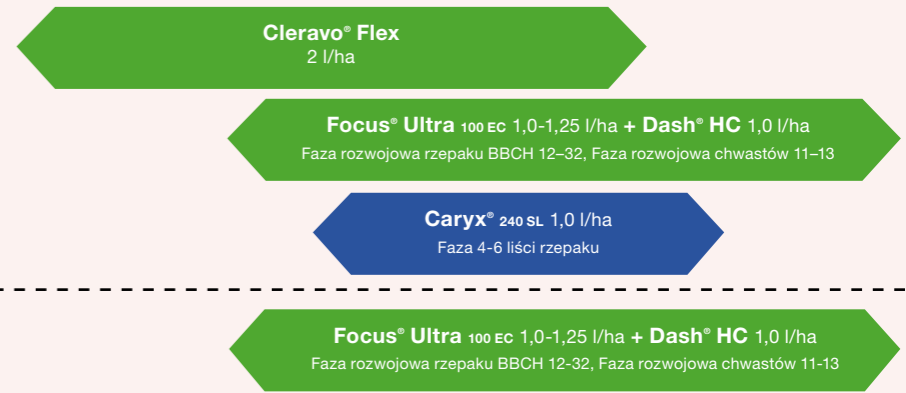 Cleravo® Flex
2 l/ha
Focus® Ultra 100 EC 1,0-1,25 l/ha + Dash® HC 1,0 l/ha
Faza rozwojowa rzepaku BBCH 12–32, Faza rozwojowa chwastów 11–13
Caryx® 240 SL 1,0 l/ha
Faza 4-6 liści rzepaku
Focus® Ultra 100 EC 1,0-1,25 l/ha + Dash® HC 1,0 l/ha
Faza rozwojowa rzepaku BBCH 12-32, Faza rozwojowa chwastów 11-13